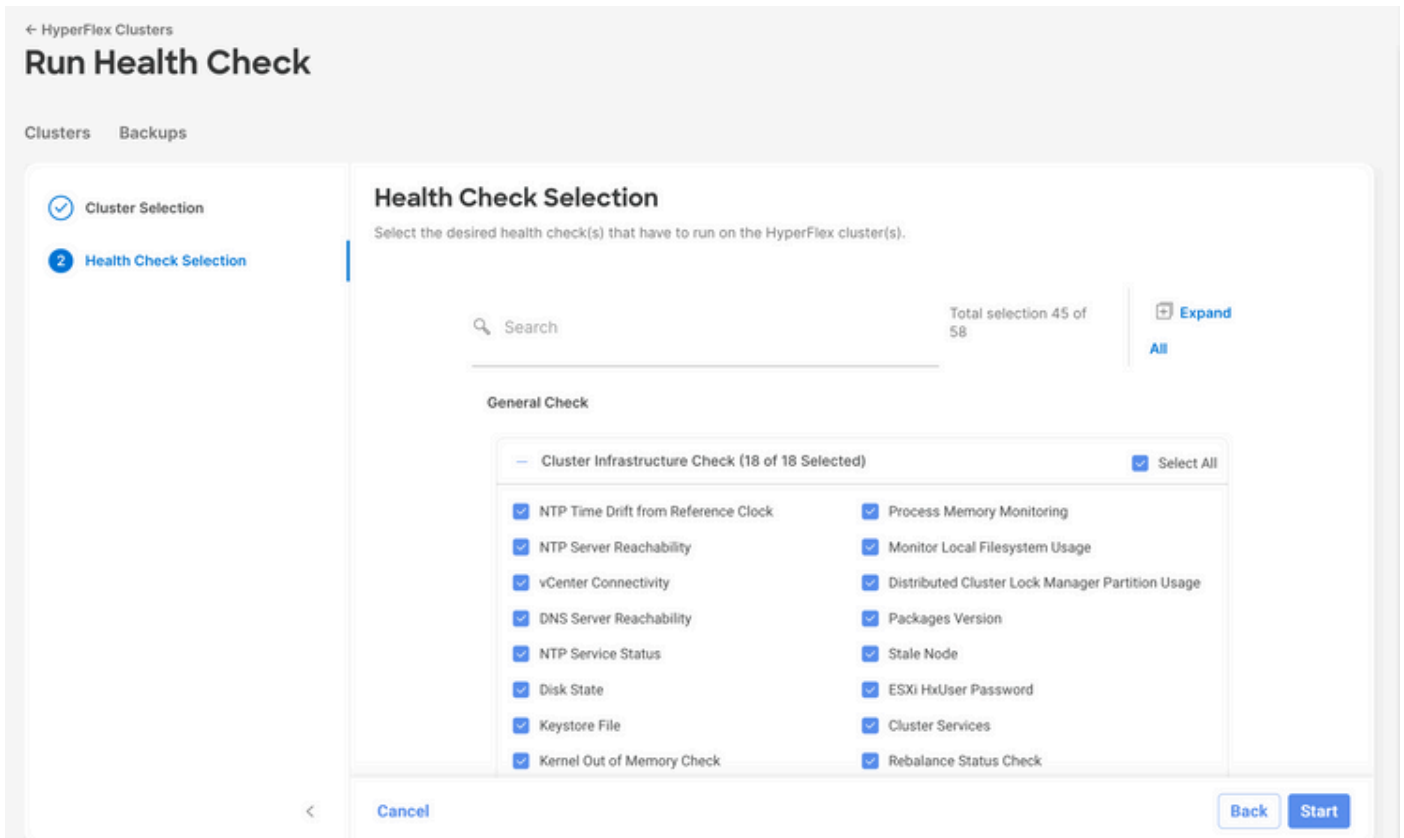 ← HyperFlex Clusters
Run Health Check
Clusters Backups
Cluster Selection
2 Health Check Selection
Health Check Selection
Select the desired health check(s) that have to run on the HyperFlex cluster(s).
Search
Total selection 45 of
58
Expand
All
General Check
Cluster Infrastructure Check (18 of 18 Selected)
Select All
NTP Time Drift from Reference Clock
Process Memory Monitoring
NTP Server Reachability
Monitor Local Filesystem Usage
vCenter Connectivity
Distributed Cluster Lock Manager Partition Usage
DNS Server Reachability
Packages Version
NTP Service Status
Stale Node
Disk State
ESXi HxUser Password
Keystore File
Cluster Services
Kernel Out of Memory Check
Rebalance Status Check
Cancel
Back
Start